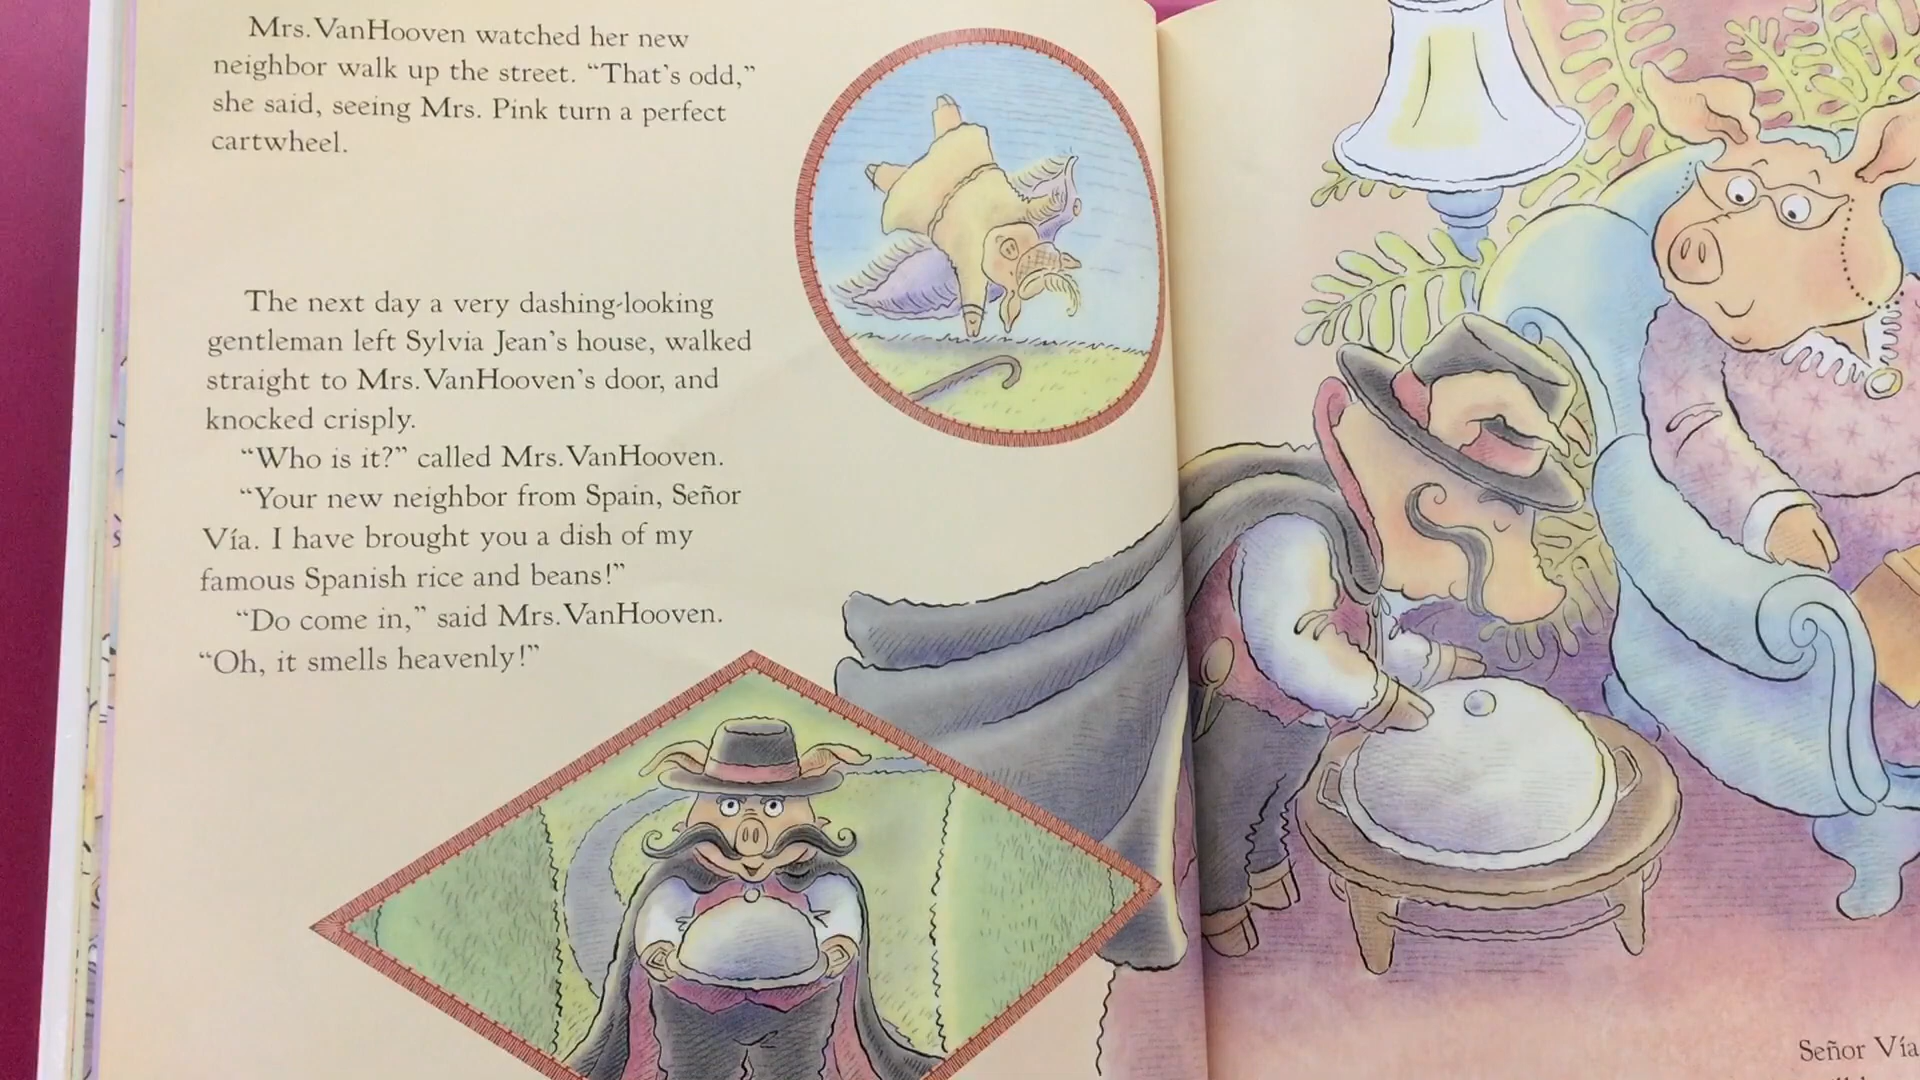 Mrs. VanHooven watched her new
neighbor walk up the street. “That’s odd,”
she said, seeing Mrs. Pink turn a perfect
cartwheel.
The next day a very dashing-looking
gentleman left Sylvia Jean’s house, walked
straight to Mrs. VanHooven’s door, and
knocked crisply.
“Who is it?” called Mrs. VanHooven.
“Your new neighbor from Spain, Señor
Vía. I have brought you a dish of my
famous Spanish rice and beans!”
“Do come in,” said Mrs. VanHooven.
“Oh, it smells heavenly!”
Señor Vía